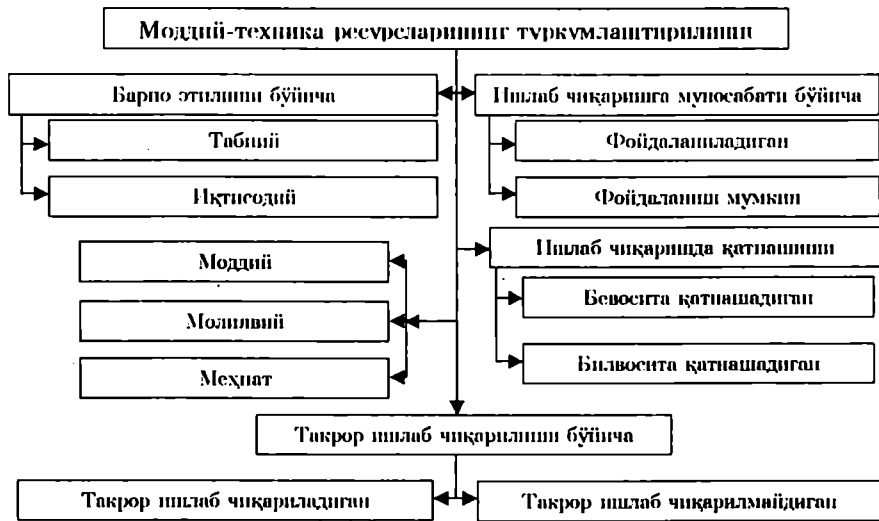 Моддий-техника ресурсларининг туркумлаштирилиши
Барпо этилиши бўйича
Ишлаб чиқаришга муносабати бўйича
Табиий
Фойдаланиладиган
Иқтисодий
Фойдаланиш мумкин
Ишлаб чиқаришда қатнашиши
Моддий
Бевосита қатнашадиган
Молиявий
Билвосита қатнашадиган
Меҳнат
Такрор ишлаб чиқарилиши бўйича
Такрор ишлаб чиқариладиган
Такрор ишлаб чиқарилмайдиган